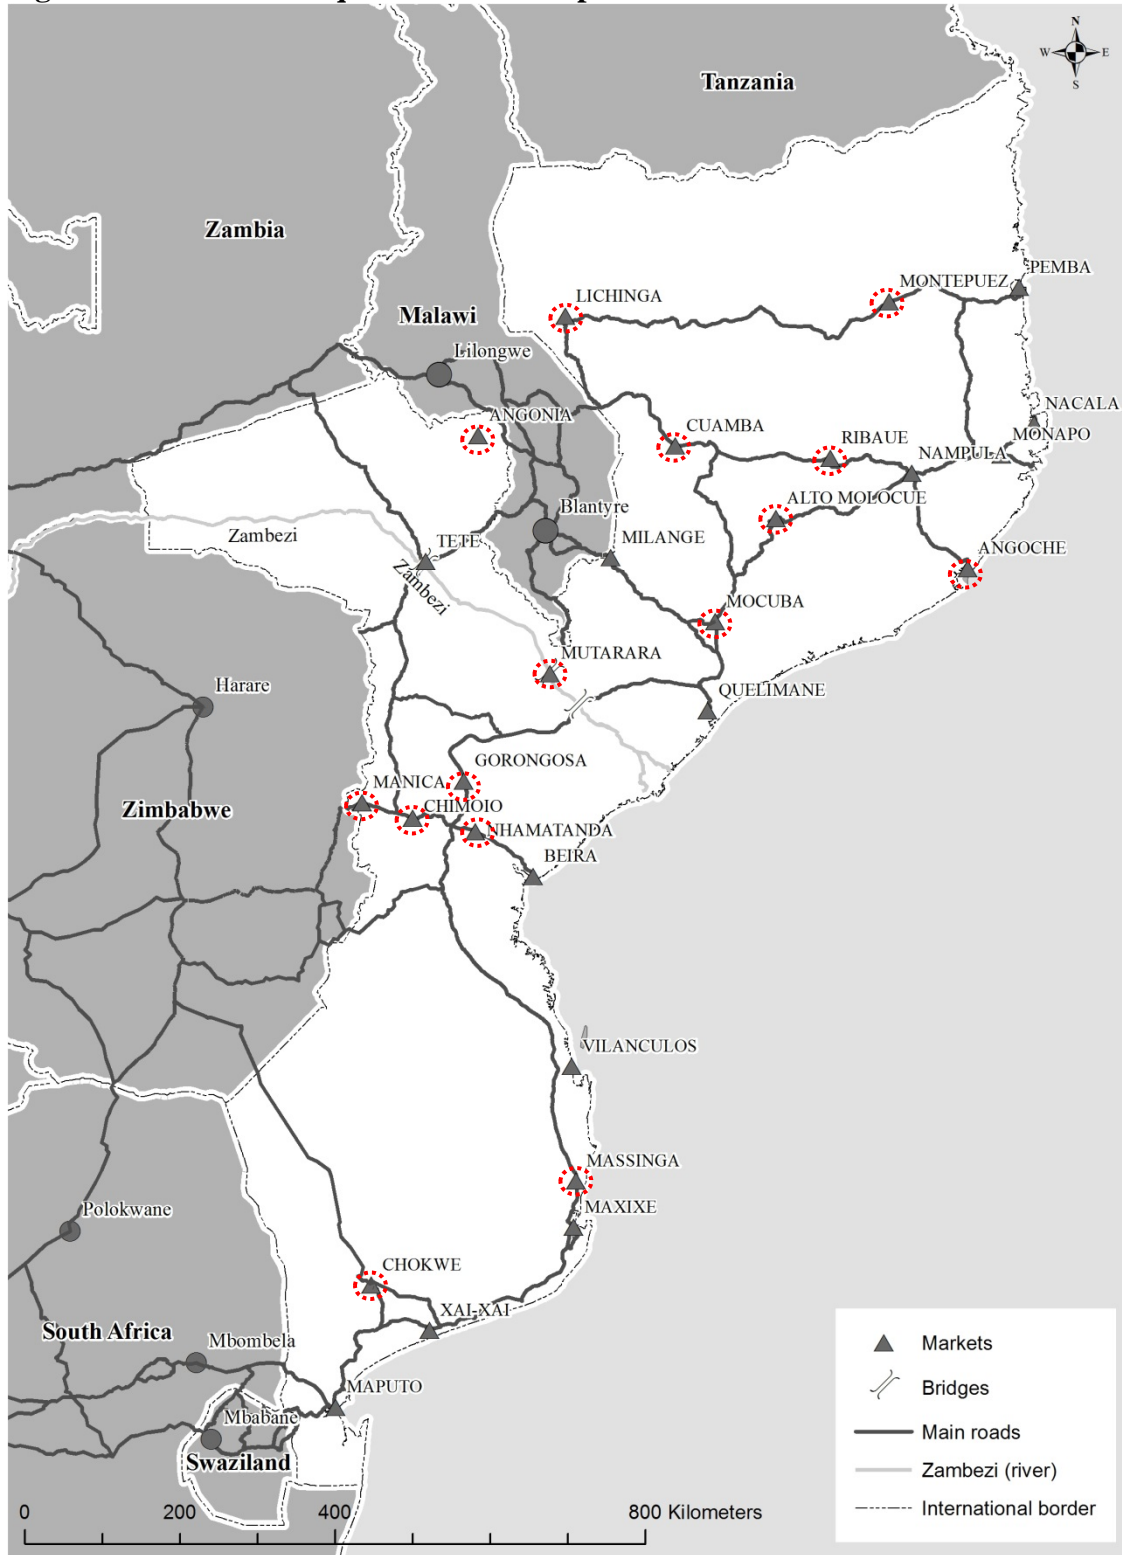 N
W E
S
Tanzania
Zambia
PEMBA
MONTEPUEZ
LICHINGA
Malawi
Lilongwe
NACALA
ANGONIA
CUAMBA
RIBAUE
MONAPO
NAMPULA
ALTO MOLOCUE
Blantyre
Zambezi
TETE
MILANGE
ANGOCHE
Zambezi
MOCUBA
MUTARARA
Harare
QUELIMANE
GORONGOSA
MANICA
CHIMOIO
Zimbabwe
NHAMATANDA
BEIRA
VILANCULOS
MASSINGA
MAXIXE
Polokwane
CHOKWE
XAI-XAI
South Africa
Mbombela
MAPUTO
Mbabane
Swaziland
Markets
Bridges
Main roads
Zambezi (river)
International border
0 200 400 800 Kilometers